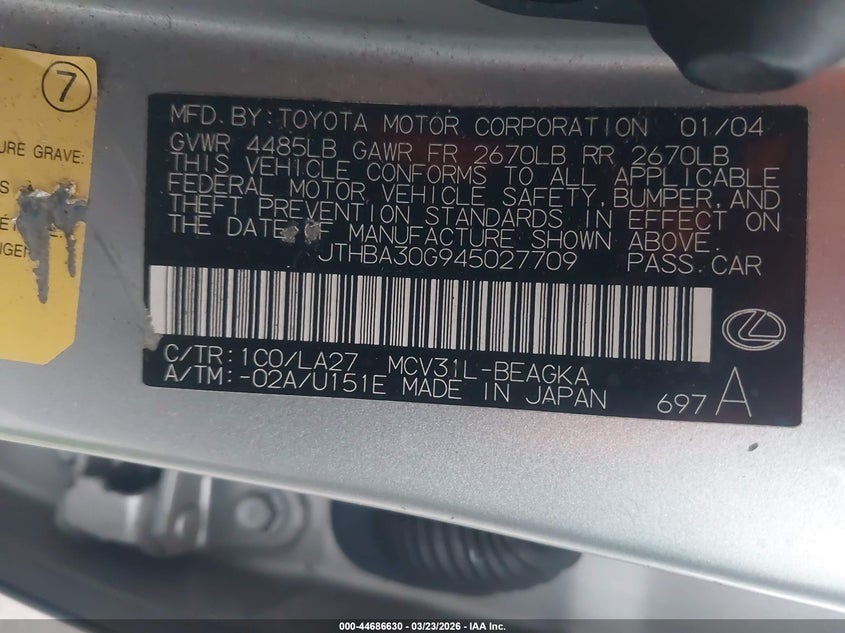 7
URE GRAVE:
S
NGER
MFD. BY: TOYOTA MOTOR CORPORATION 01/04
GVWR 4485LB GAWR FR 2670LB RR 2670LB
THIS VEHICLE CONFORMS TO ALL APPLICABLE
FEDERAL MOTOR VEHICLE SAFETY, BUMPER, AND
THEFT PREVENTION STANDARDS IN EFFECT ON
THE DATE OF MANUFACTURE SHOWN ABOVE.
JTHBA30G945027709 PASS. CAR
C/TR: 1C0/LA27 MCV31L-BEAGKA
A/TM: -02A/U151E MADE IN JAPAN
697 A
000-44686630 - 03/23/2026 - IAA Inc.